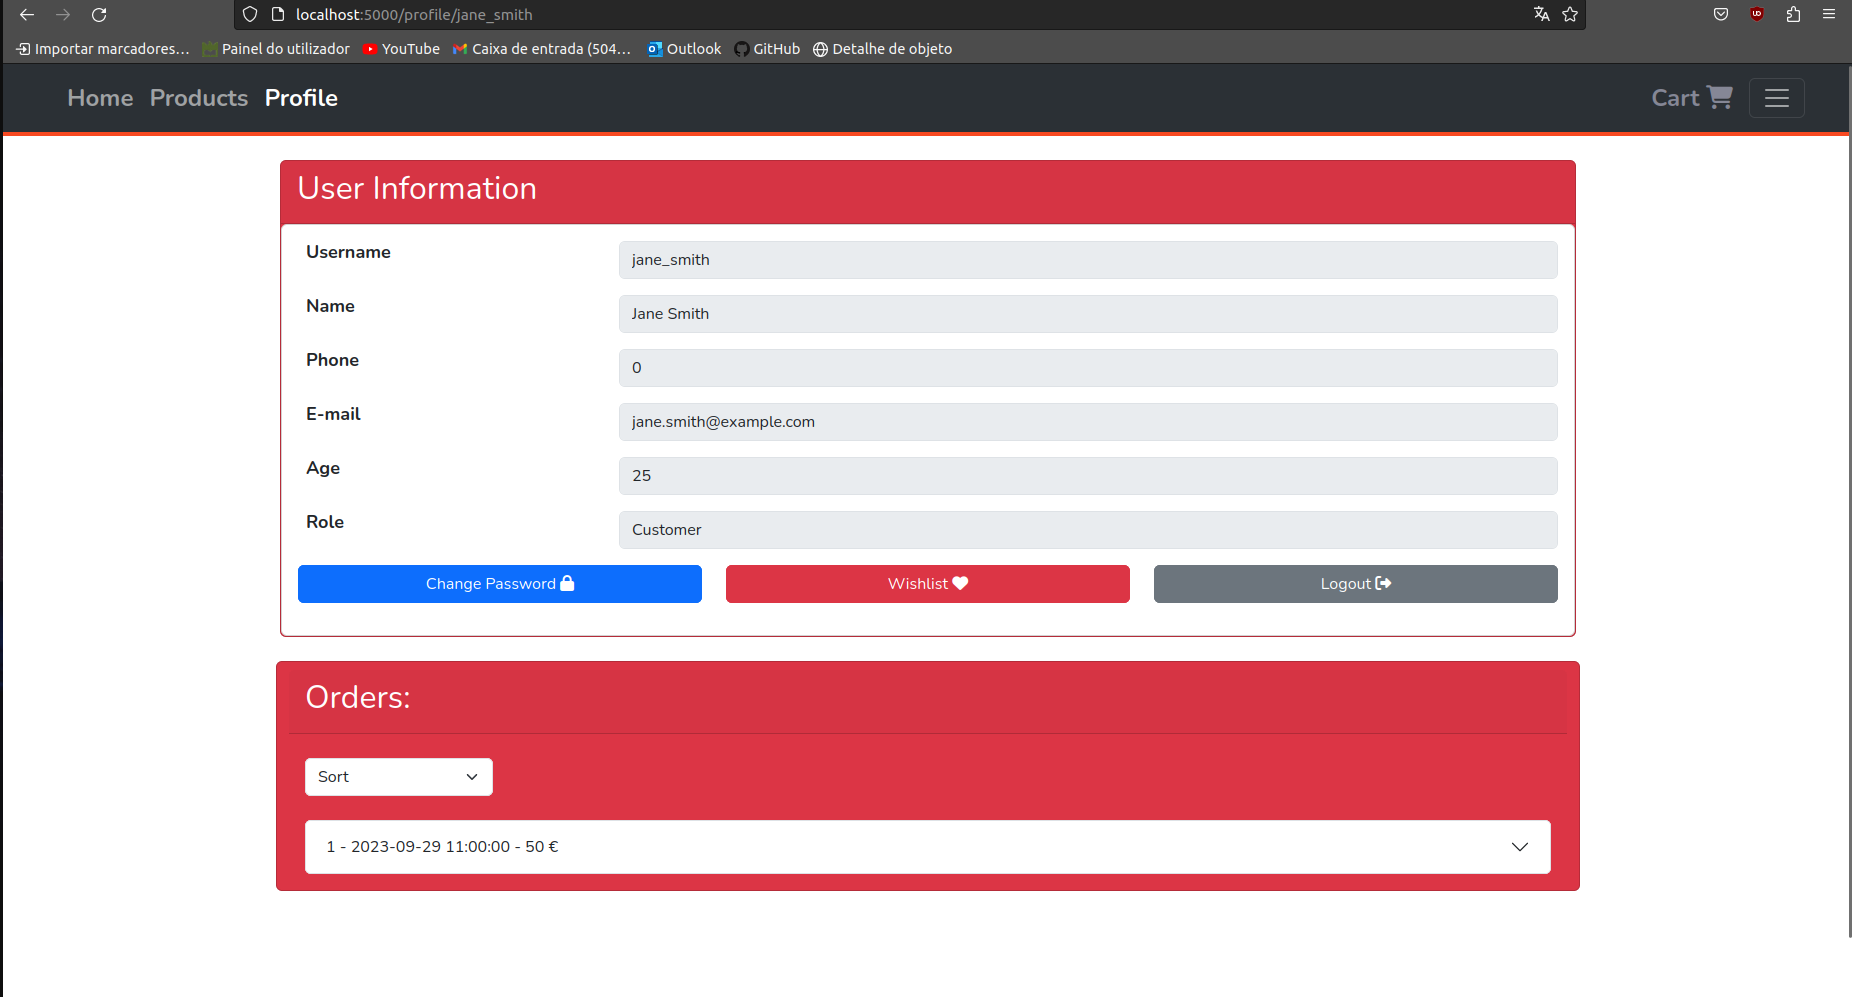 localhost:5000/profile/jane_smith
Importar marcadores... Painel do utilizador YouTube Caixa de entrada (504... Outlook GitHub Detalhe de objeto
Home Products Profile Cart
User Information
Username jane_smith
Name Jane Smith
Phone 0
E-mail jane.smith@example.com
Age 25
Role Customer
Change Password Wishlist Logout
Orders:
Sort
1 - 2023-09-29 11:00:00 - 50 €